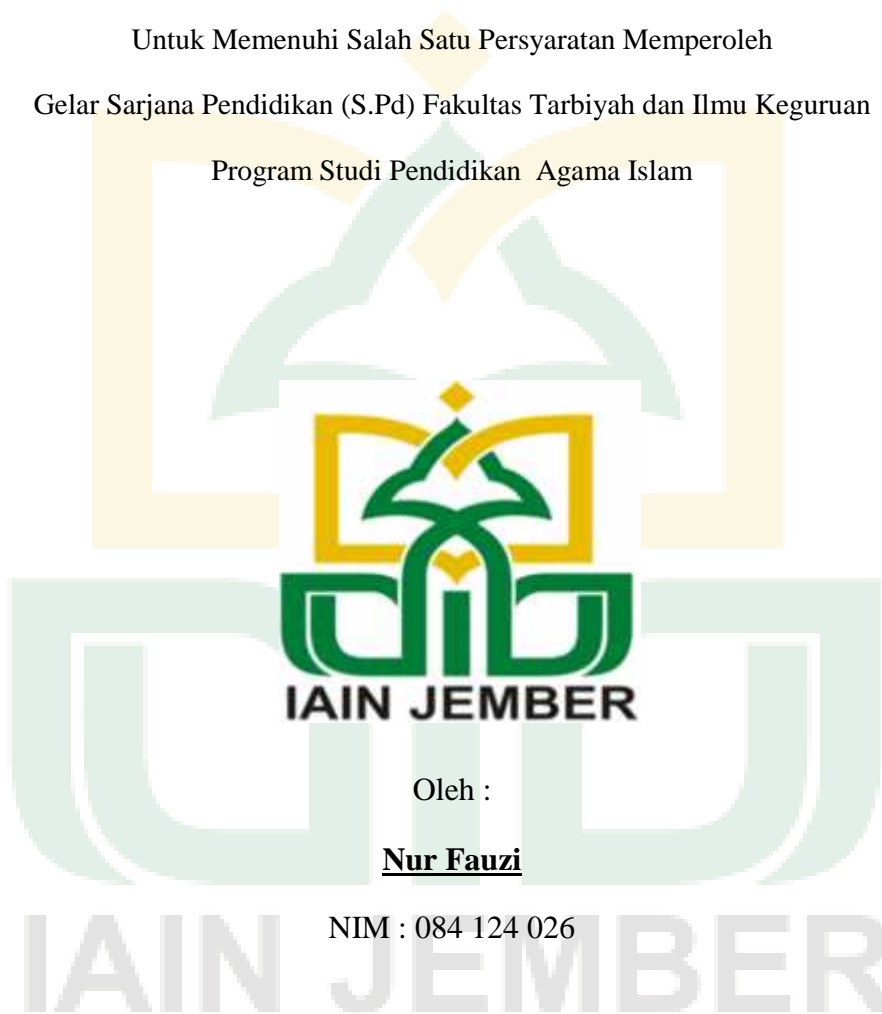 Untuk Memenuhi Salah Satu Persyaratan Memperoleh
Gelar Sarjana Pendidikan (S.Pd) Fakultas Tarbiyah dan Ilmu Keguruan
Program Studi Pendidikan Agama Islam
IAIN JEMBER
Oleh :
Nur Fauzi
NIM : 084 124 026
IAIN JEMBER